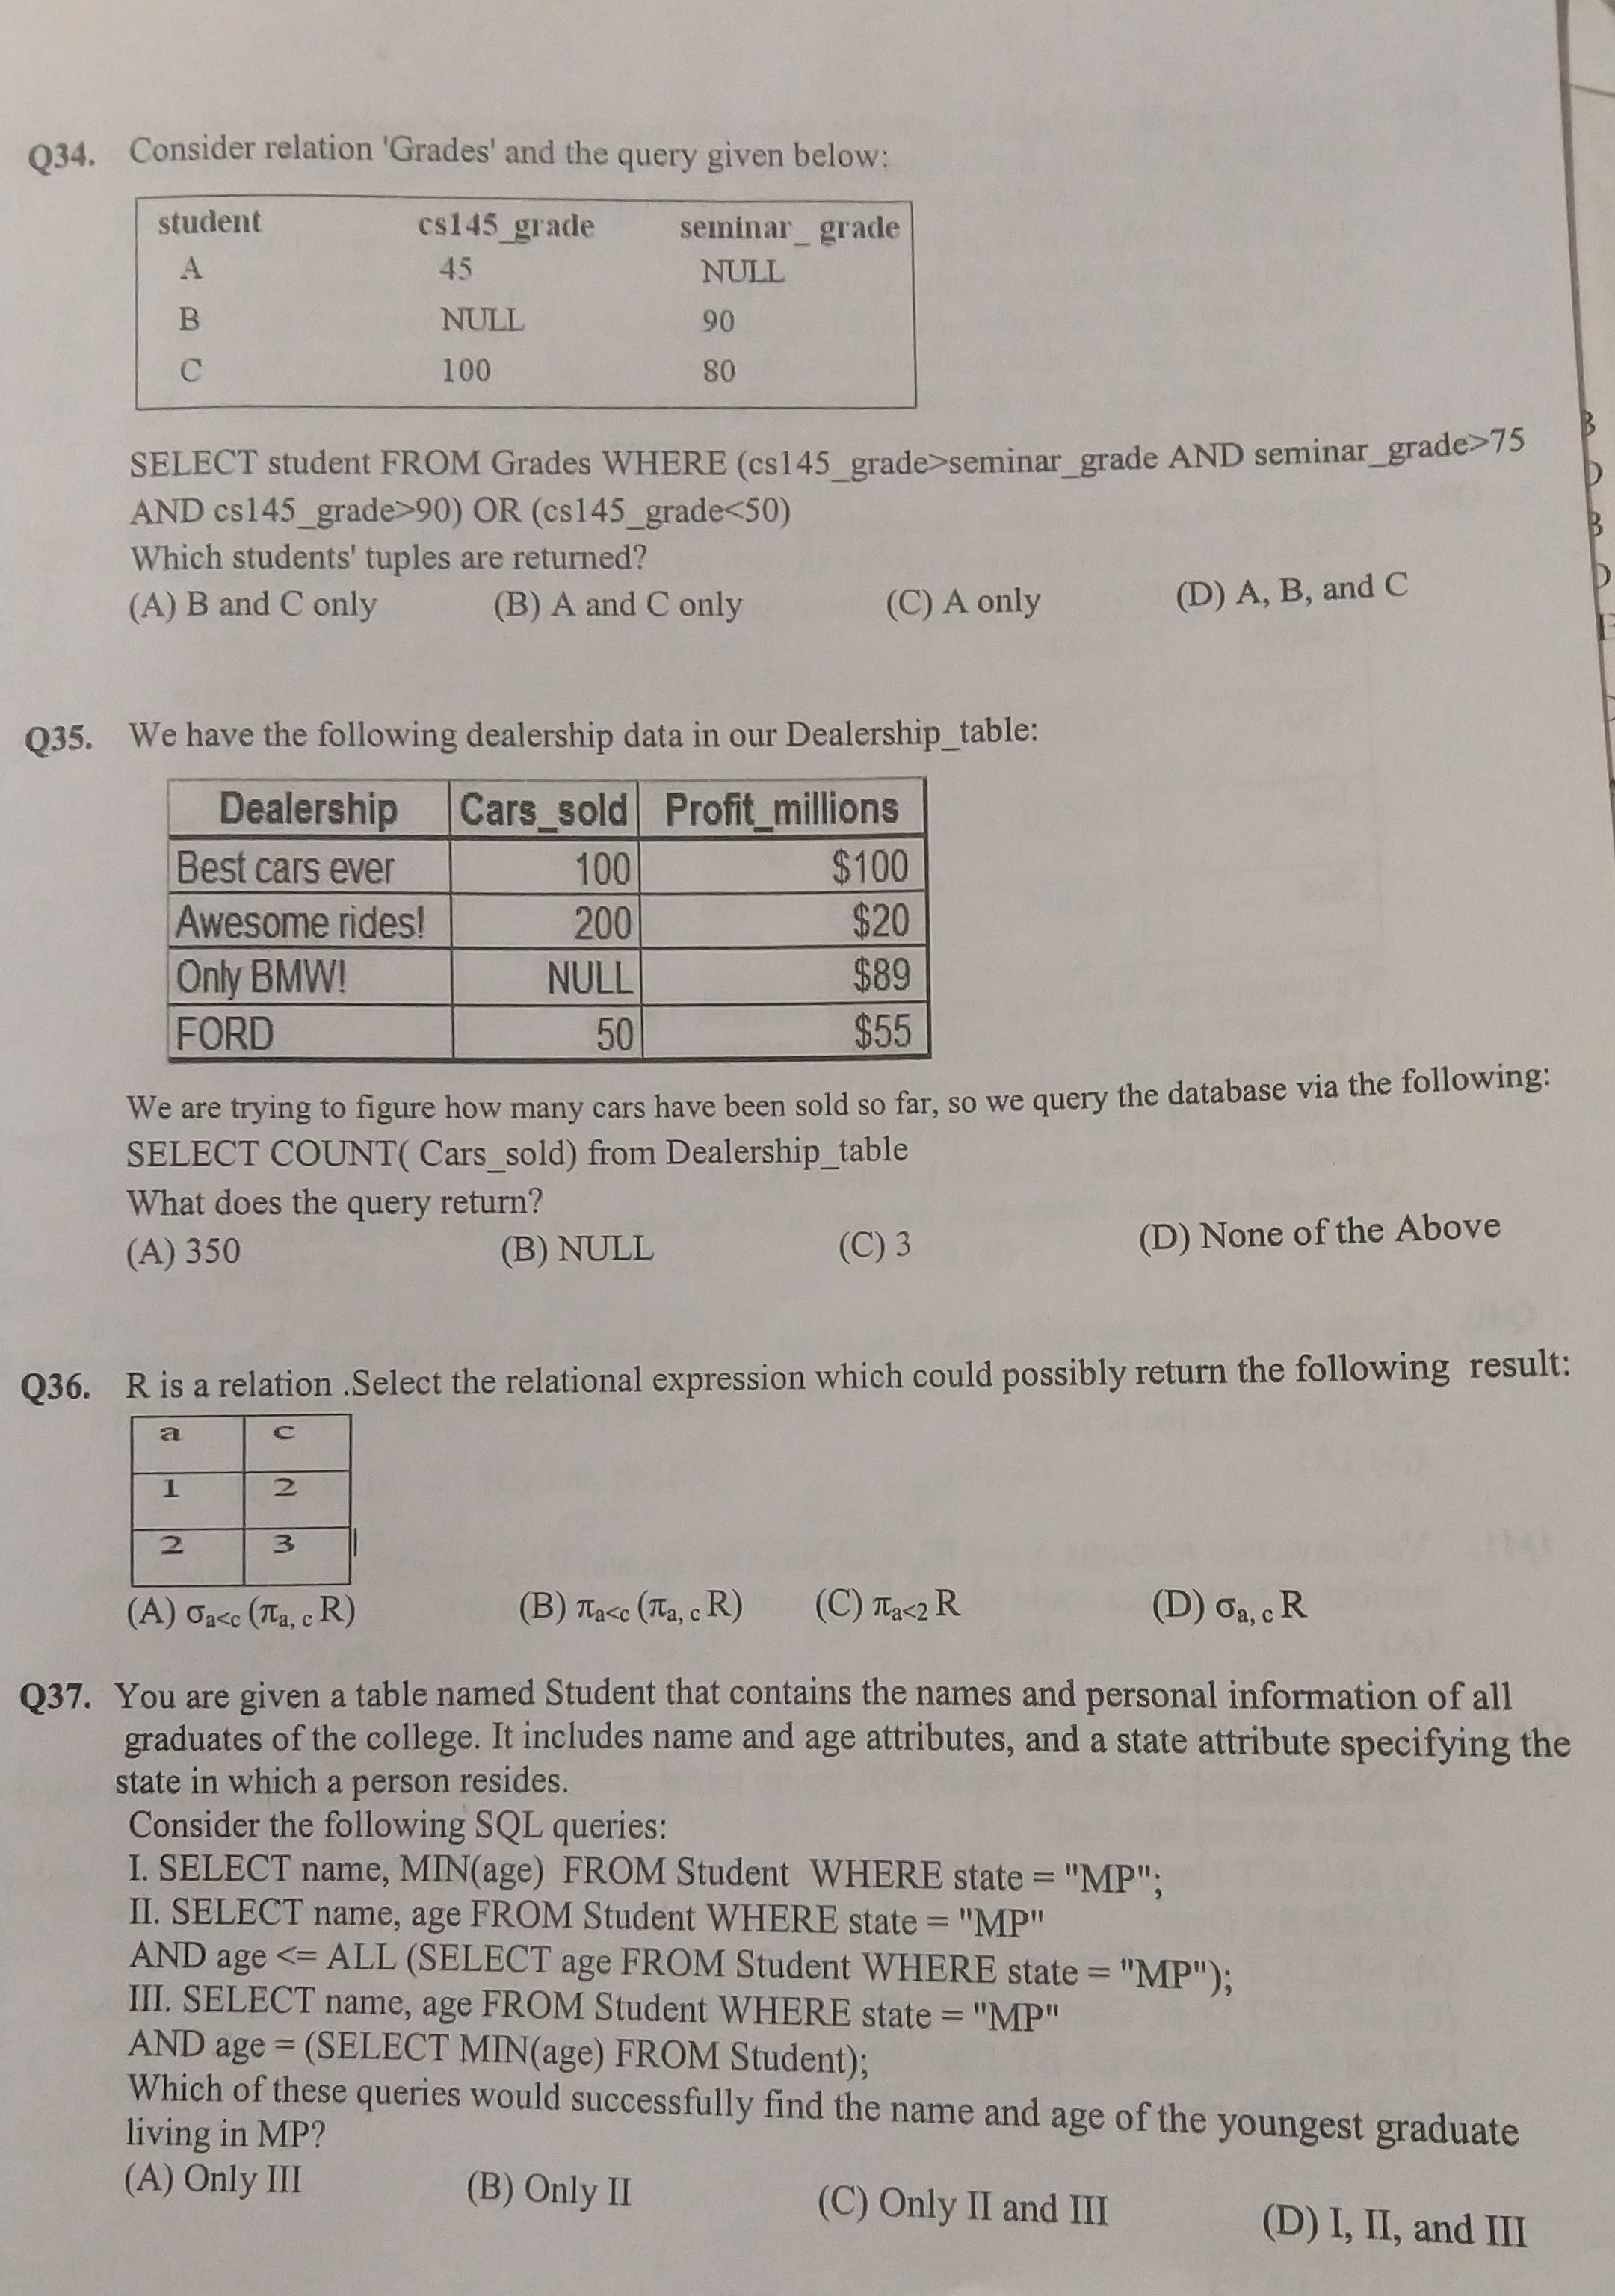 Q34. Consider relation 'Grades' and the query given below:
student cs145_grade seminar_ grade
A 45 NULL
B NULL 90
C 100 80
SELECT student FROM Grades WHERE (cs145_grade>seminar_grade AND seminar_grade>75
AND cs145_grade>90) OR (cs145_grade<50)
Which students' tuples are returned?
(A) B and C only (B) A and C only (C) A only (D) A, B, and C
Q35. We have the following dealership data in our Dealership_table:
Dealership Cars_sold Profit_millions
Best cars ever 100 $100
Awesome rides! 200 $20
Only BMW! NULL $89
FORD 50 $55
We are trying to figure how many cars have been sold so far, so we query the database via the following:
SELECT COUNT( Cars_sold) from Dealership_table
What does the query return?
(A) 350 (B) NULL (C) 3 (D) None of the Above
Q36. R is a relation .Select the relational expression which could possibly return the following result:
a c
1 2
2 3
(A) σa<c (πa, c R) (B) πa<c (πa, c R) (C) πa<2 R (D) σa, c R
Q37. You are given a table named Student that contains the names and personal information of all
graduates of the college. It includes name and age attributes, and a state attribute specifying the
state in which a person resides.
Consider the following SQL queries:
I. SELECT name, MIN(age) FROM Student WHERE state = "MP";
II. SELECT name, age FROM Student WHERE state = "MP"
AND age <= ALL (SELECT age FROM Student WHERE state = "MP");
III. SELECT name, age FROM Student WHERE state = "MP"
AND age = (SELECT MIN(age) FROM Student);
Which of these queries would successfully find the name and age of the youngest graduate
living in MP?
(A) Only III (B) Only II (C) Only II and III (D) I, II, and III